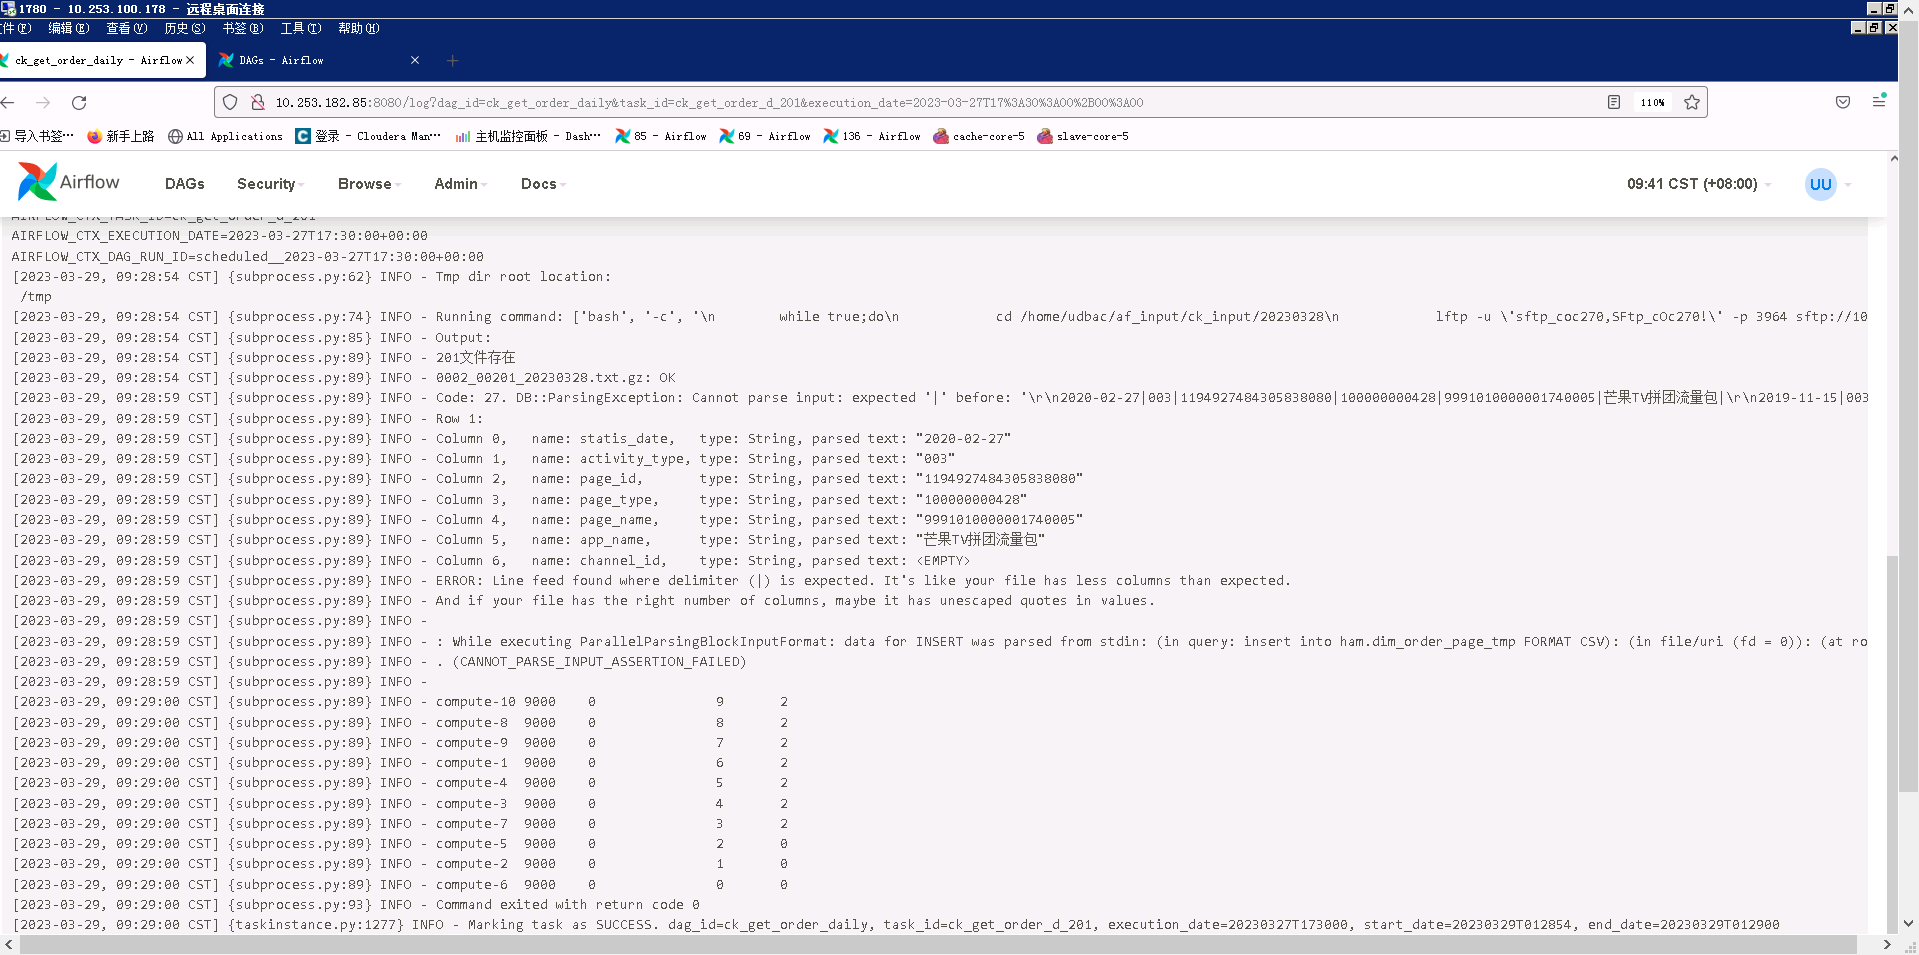 1780 - 10.253.100.178 - 远程桌面连接
件(F) 编辑(E) 查看(V) 历史(S) 书签(B) 工具(T) 帮助(H)
ck_get_order_daily - Airflow DAGs - Airflow
10.253.182.85:8080/log?dag_id=ck_get_order_daily&task_id=ck_get_order_d_201&execution_date=2023-03-27T17%3A30%3A00%2B00%3A00 110%
导入书签… 新手上路 All Applications 登录 - Cloudera Man… 主机监控面板 - Dash… 85 - Airflow 69 - Airflow 136 - Airflow cache-core-5 slave-core-5
Airflow DAGs Security Browse Admin Docs 09:41 CST (+08:00) UU
AIRFLOW_CTX_TASK_ID=ck_get_order_d_201
AIRFLOW_CTX_EXECUTION_DATE=2023-03-27T17:30:00+00:00
AIRFLOW_CTX_DAG_RUN_ID=scheduled__2023-03-27T17:30:00+00:00
[2023-03-29, 09:28:54 CST] {subprocess.py:62} INFO - Tmp dir root location:
/tmp
[2023-03-29, 09:28:54 CST] {subprocess.py:74} INFO - Running command: ['bash', '-c', '\n while true;do\n cd /home/udbac/af_input/ck_input/20230328\n lftp -u \'sftp_coc270,SFtp_cOc270!\' -p 3964 sftp://10
[2023-03-29, 09:28:54 CST] {subprocess.py:85} INFO - Output:
[2023-03-29, 09:28:54 CST] {subprocess.py:89} INFO - 201文件存在
[2023-03-29, 09:28:54 CST] {subprocess.py:89} INFO - 0002_00201_20230328.txt.gz: OK
[2023-03-29, 09:28:59 CST] {subprocess.py:89} INFO - Code: 27. DB::ParsingException: Cannot parse input: expected '|' before: '\r\n2020-02-27|003|1194927484305838080|100000000428|9991010000001740005|芒果TV拼团流量包|\r\n2019-11-15|003
[2023-03-29, 09:28:59 CST] {subprocess.py:89} INFO - Row 1:
[2023-03-29, 09:28:59 CST] {subprocess.py:89} INFO - Column 0, name: statis_date, type: String, parsed text: "2020-02-27"
[2023-03-29, 09:28:59 CST] {subprocess.py:89} INFO - Column 1, name: activity_type, type: String, parsed text: "003"
[2023-03-29, 09:28:59 CST] {subprocess.py:89} INFO - Column 2, name: page_id, type: String, parsed text: "1194927484305838080"
[2023-03-29, 09:28:59 CST] {subprocess.py:89} INFO - Column 3, name: page_type, type: String, parsed text: "100000000428"
[2023-03-29, 09:28:59 CST] {subprocess.py:89} INFO - Column 4, name: page_name, type: String, parsed text: "9991010000001740005"
[2023-03-29, 09:28:59 CST] {subprocess.py:89} INFO - Column 5, name: app_name, type: String, parsed text: "芒果TV拼团流量包"
[2023-03-29, 09:28:59 CST] {subprocess.py:89} INFO - Column 6, name: channel_id, type: String, parsed text: <EMPTY>
[2023-03-29, 09:28:59 CST] {subprocess.py:89} INFO - ERROR: Line feed found where delimiter (|) is expected. It's like your file has less columns than expected.
[2023-03-29, 09:28:59 CST] {subprocess.py:89} INFO - And if your file has the right number of columns, maybe it has unescaped quotes in values.
[2023-03-29, 09:28:59 CST] {subprocess.py:89} INFO -
[2023-03-29, 09:28:59 CST] {subprocess.py:89} INFO - : While executing ParallelParsingBlockInputFormat: data for INSERT was parsed from stdin: (in query: insert into ham.dim_order_page_tmp FORMAT CSV): (in file/uri (fd = 0)): (at ro
[2023-03-29, 09:28:59 CST] {subprocess.py:89} INFO - . (CANNOT_PARSE_INPUT_ASSERTION_FAILED)
[2023-03-29, 09:28:59 CST] {subprocess.py:89} INFO -
[2023-03-29, 09:29:00 CST] {subprocess.py:89} INFO - compute-10 9000 0 9 2
[2023-03-29, 09:29:00 CST] {subprocess.py:89} INFO - compute-8 9000 0 8 2
[2023-03-29, 09:29:00 CST] {subprocess.py:89} INFO - compute-9 9000 0 7 2
[2023-03-29, 09:29:00 CST] {subprocess.py:89} INFO - compute-1 9000 0 6 2
[2023-03-29, 09:29:00 CST] {subprocess.py:89} INFO - compute-4 9000 0 5 2
[2023-03-29, 09:29:00 CST] {subprocess.py:89} INFO - compute-3 9000 0 4 2
[2023-03-29, 09:29:00 CST] {subprocess.py:89} INFO - compute-7 9000 0 3 2
[2023-03-29, 09:29:00 CST] {subprocess.py:89} INFO - compute-5 9000 0 2 0
[2023-03-29, 09:29:00 CST] {subprocess.py:89} INFO - compute-2 9000 0 1 0
[2023-03-29, 09:29:00 CST] {subprocess.py:89} INFO - compute-6 9000 0 0 0
[2023-03-29, 09:29:00 CST] {subprocess.py:93} INFO - Command exited with return code 0
[2023-03-29, 09:29:00 CST] {taskinstance.py:1277} INFO - Marking task as SUCCESS. dag_id=ck_get_order_daily, task_id=ck_get_order_d_201, execution_date=20230327T173000, start_date=20230329T012854, end_date=20230329T012900